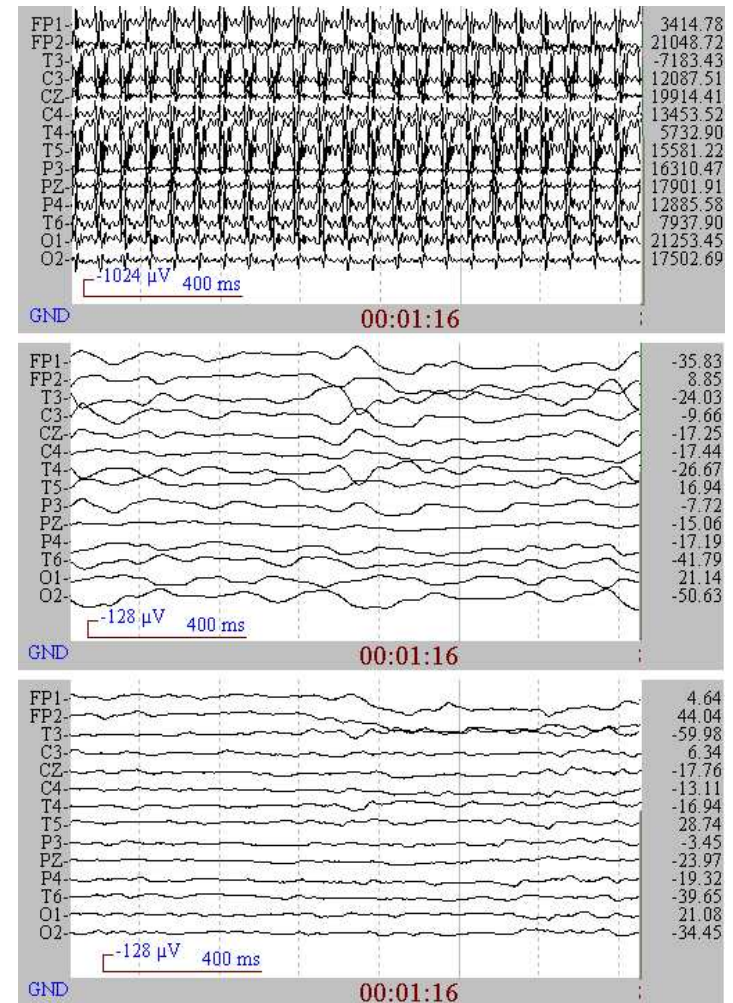 FP1- 3414.78
FP2- 21048.72
T3- -7183.43
C3- 12087.51
CZ- 19914.41
C4- 13453.52
T4- 5732.90
T5- 15581.22
P3- 16310.47
PZ- 17901.91
P4- 12885.58
T6- 7937.90
O1- 21253.45
O2- 17502.69
-1024 µV 400 ms
GND 00:01:16
FP1- -35.83
FP2- 8.85
T3- -24.03
C3- -9.66
CZ- -17.25
C4- -17.44
T4- -26.67
T5- 16.94
P3- -7.72
PZ- -15.06
P4- -17.19
T6- -41.79
O1- 21.14
O2- -50.63
-128 µV 400 ms
GND 00:01:16
FP1- 4.64
FP2- 44.04
T3- -59.98
C3- 6.34
CZ- -17.76
C4- -13.11
T4- -16.94
T5- 28.74
P3- -3.45
PZ- -23.97
P4- -19.32
T6- -39.65
O1- 21.08
O2- -34.45
-128 µV 400 ms
GND 00:01:16